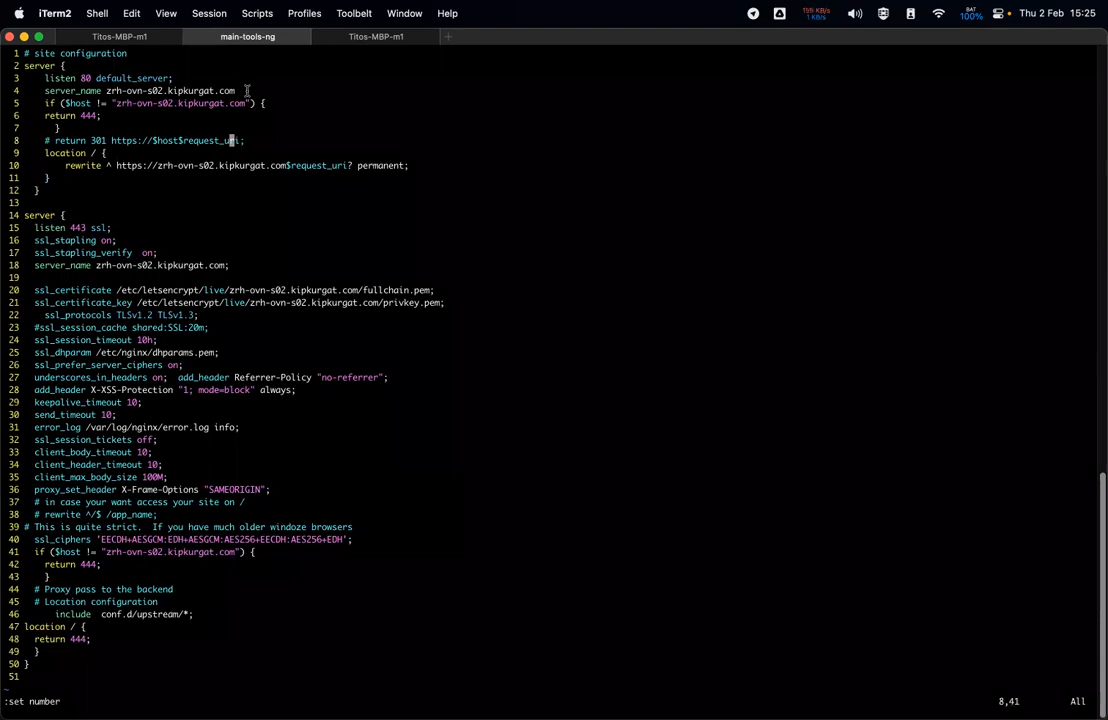 iTerm2 Shell Edit View Session Scripts Profiles Toolbelt Window Help 11/6 KB/s 1 KB/s BAT 100% Thu 2 Feb 15:25
Titos-MBP-m1 main-tools-ng Titos-MBP-m1 +
1 # site configuration
2 server {
3 listen 80 default_server;
4 server_name zrh-ovn-s02.kipkurgat.com
5 if ($host != "zrh-ovn-s02.kipkurgat.com") {
6 return 444;
7 }
8 # return 301 https://$host$request_uri;
9 location / {
10 rewrite ^ https://zrh-ovn-s02.kipkurgat.com$request_uri? permanent;
11 }
12 }
13
14 server {
15 listen 443 ssl;
16 ssl_stapling on;
17 ssl_stapling_verify on;
18 server_name zrh-ovn-s02.kipkurgat.com;
19
20 ssl_certificate /etc/letsencrypt/live/zrh-ovn-s02.kipkurgat.com/fullchain.pem;
21 ssl_certificate_key /etc/letsencrypt/live/zrh-ovn-s02.kipkurgat.com/privkey.pem;
22 ssl_protocols TLSv1.2 TLSv1.3;
23 #ssl_session_cache shared:SSL:20m;
24 ssl_session_timeout 10h;
25 ssl_dhparam /etc/nginx/dhparams.pem;
26 ssl_prefer_server_ciphers on;
27 underscores_in_headers on; add_header Referrer-Policy "no-referrer";
28 add_header X-XSS-Protection "1; mode=block" always;
29 keepalive_timeout 10;
30 send_timeout 10;
31 error_log /var/log/nginx/error.log info;
32 ssl_session_tickets off;
33 client_body_timeout 10;
34 client_header_timeout 10;
35 client_max_body_size 100M;
36 proxy_set_header X-Frame-Options "SAMEORIGIN";
37 # in case your want access your site on /
38 # rewrite ^/$ /app_name;
39 # This is quite strict. If you have much older windoze browsers
40 ssl_ciphers 'EECDH+AESGCM:EDH+AESGCM:AES256+EECDH:AES256+EDH';
41 if ($host != "zrh-ovn-s02.kipkurgat.com") {
42 return 444;
43 }
44 # Proxy pass to the backend
45 # Location configuration
46 include conf.d/upstream/*;
47 location / {
48 return 444;
49 }
50 }
51
~
:set number 8,41 All